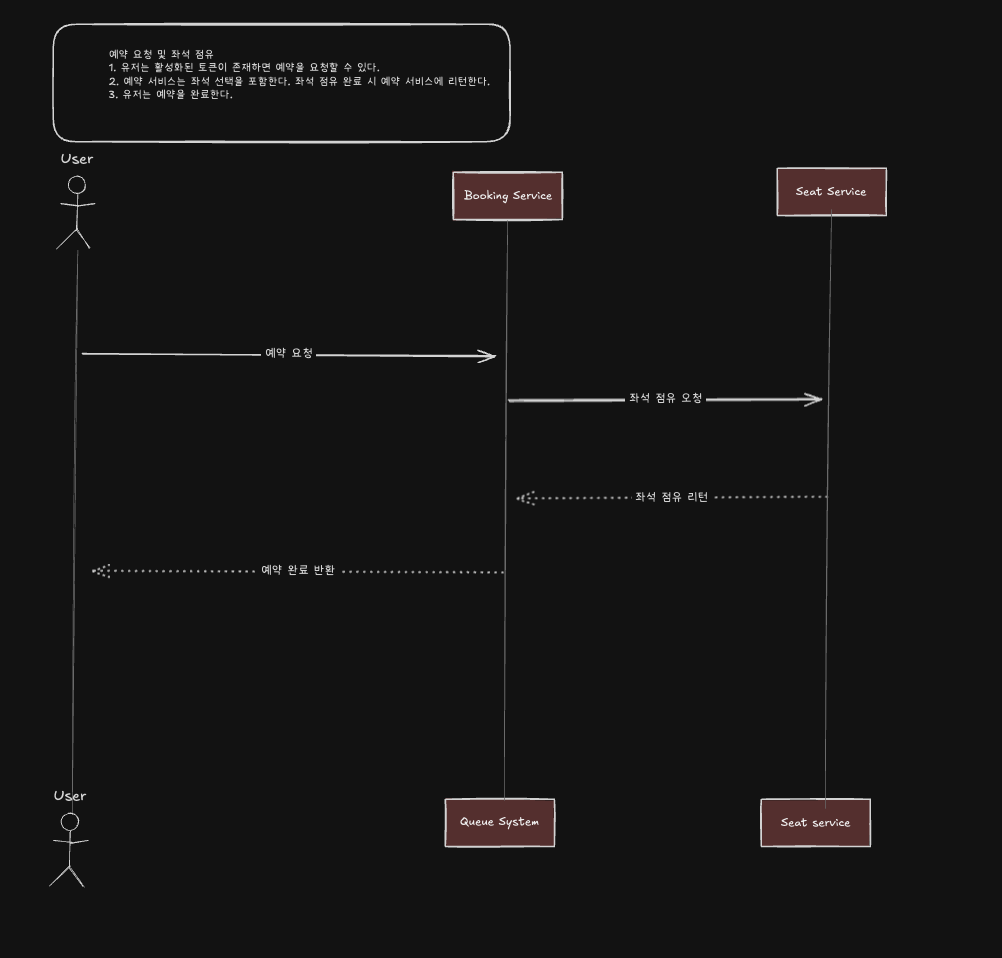 예약 요청 및 좌석 점유
1. 유저는 활성화된 토큰이 존재하면 예약을 요청할 수 있다.
2. 예약 서비스는 좌석 선택을 포함한다. 좌석 점유 완료 시 예약 서비스에 리턴한다.
3. 유저는 예약을 완료한다.
User
Booking Service
Seat Service
예약 요청
좌석 점유 오청
좌석 점유 리턴
예약 완료 반환
User
Queue System
Seat service